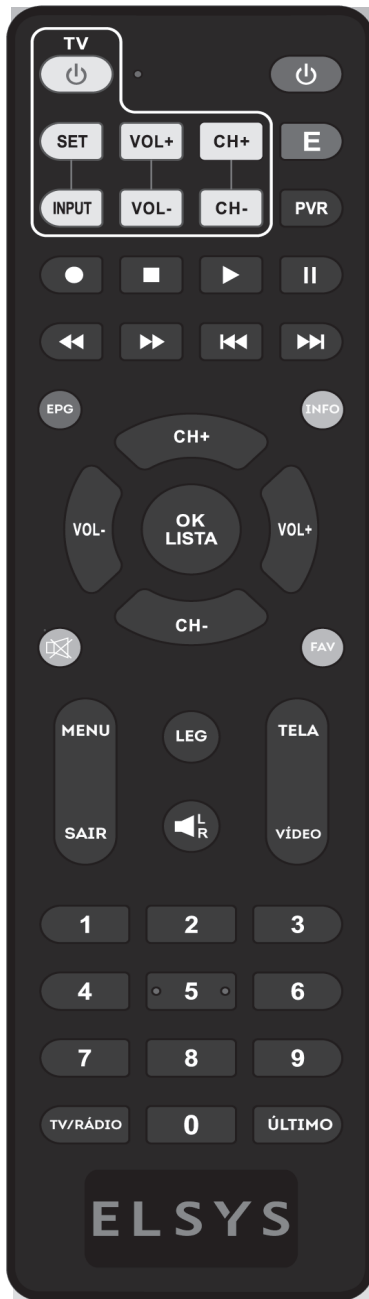 TV
SET VOL+ CH+ E
INPUT VOL- CH- PVR
EPG INFO
CH+
VOL- OK LISTA VOL+
CH-
FAV
MENU LEG TELA
SAIR L R VÍDEO
1 2 3
4 5 6
7 8 9
TV/RÁDIO 0 ÚLTIMO
ELSYS